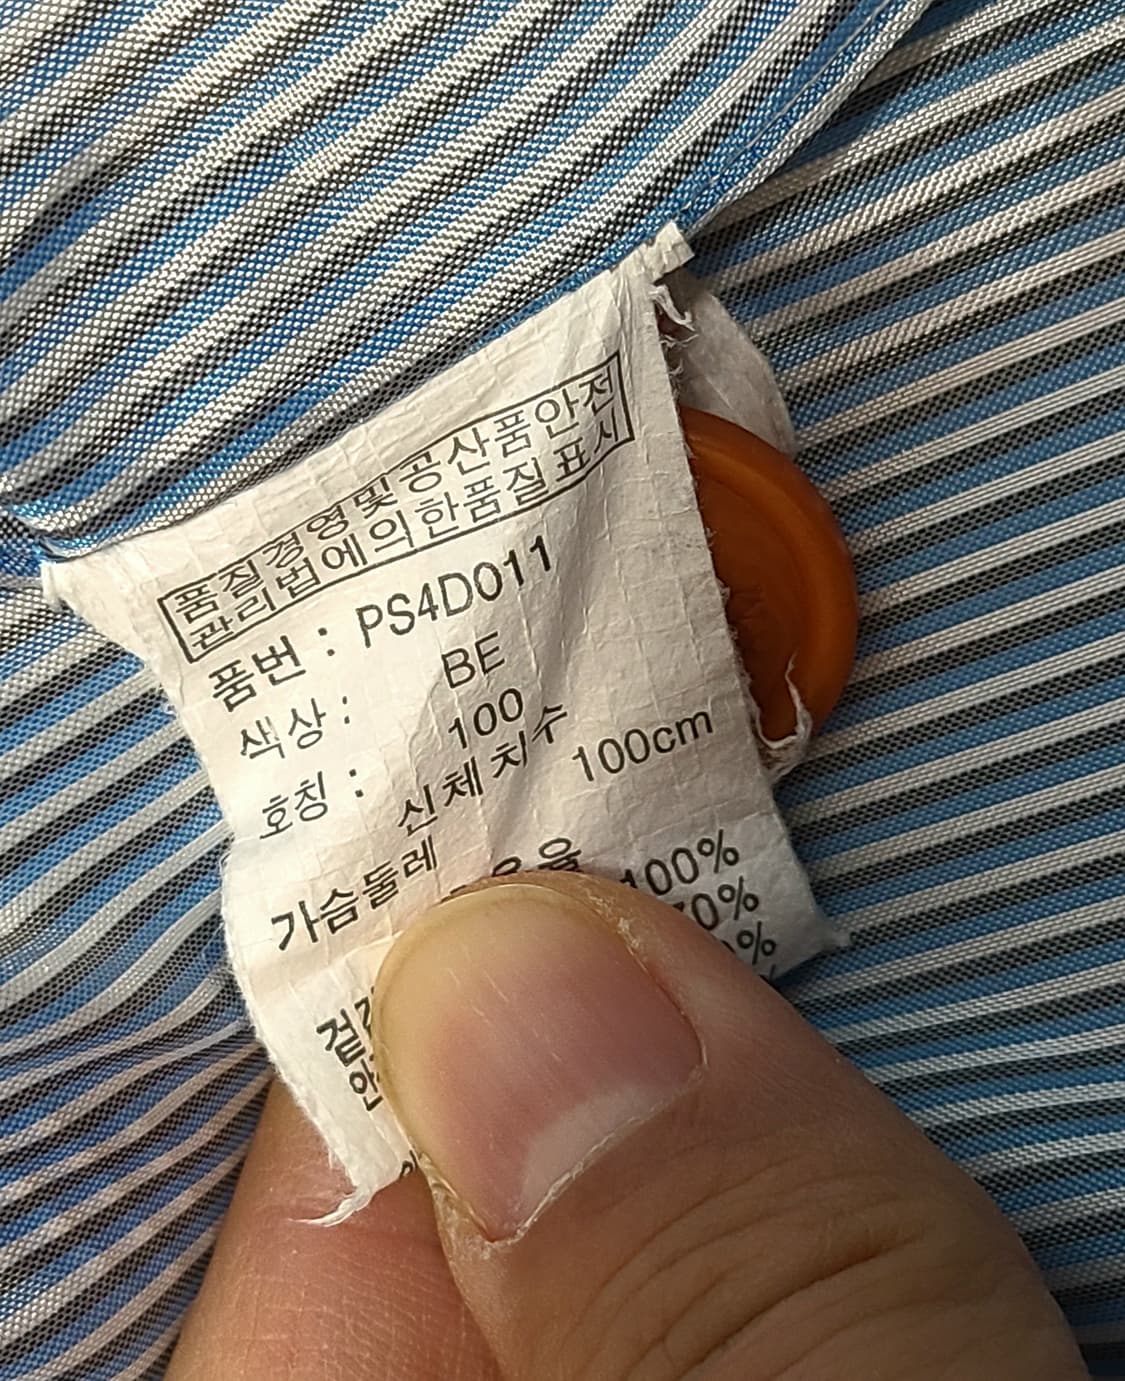 품질경영및공산품안전
관리법에의한품질표시
품번 : PS4D011
색상 : BE
호칭 : 100
신체치수
가슴둘레 100cm
100%
70%